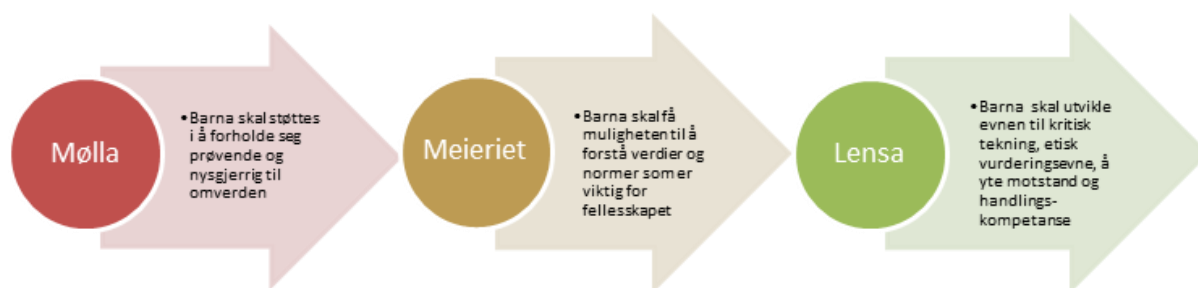 Mølla
•Barna skal støttes
i å forholde seg
prøvende og
nysgjerrig til
omverden
Meieriet
•Barna skal få
muligheten til å
forstå verdier og
normer som er
viktig for
fellesskapet
Lensa
•Barna skal utvikle
evnen til kritisk
tekning, etisk
vurderingsevne, å
yte motstand og
handlings-
kompetanse